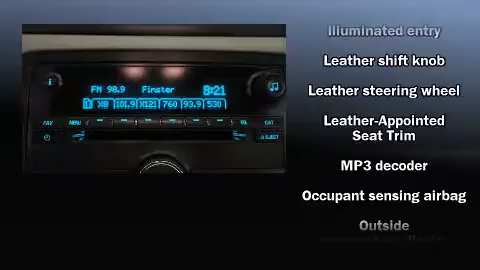 FM 98.9 Finster 8:21
X8 101.9 X121 760 93.9 530
FAV MENU CAT
EJECT
Illuminated entry
Leather shift knob
Leather steering wheel
Leather-Appointed
Seat Trim
MP3 decoder
Occupant sensing airbag
Outside